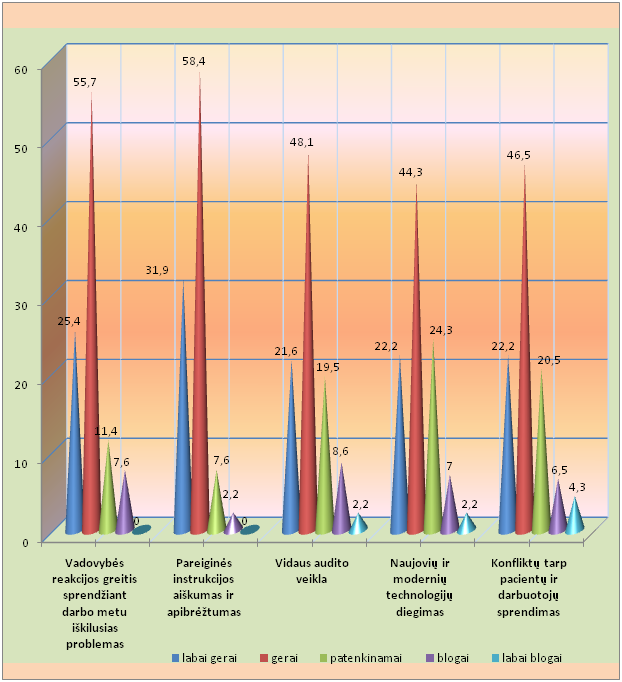 60
50
40
30
20
10
0
25,4
55,7
11,4
7,6
0
31,9
58,4
7,6
2,2
0
21,6
48,1
19,5
8,6
2,2
22,2
44,3
24,3
7
2,2
22,2
46,5
20,5
6,5
4,3
Vadovybės
reakcijos greitis
sprendžiant
darbo metu
iškilusias
problemas
Pareiginės
instrukcijos
aiškumas ir
apibrėžtumas
Vidaus audito
veikla
Naujovių ir
modernių
technologijų
diegimas
Konfliktų tarp
pacientų ir
darbuotojų
sprendimas
labai gerai
gerai
patenkinamai
blogai
labai blogai